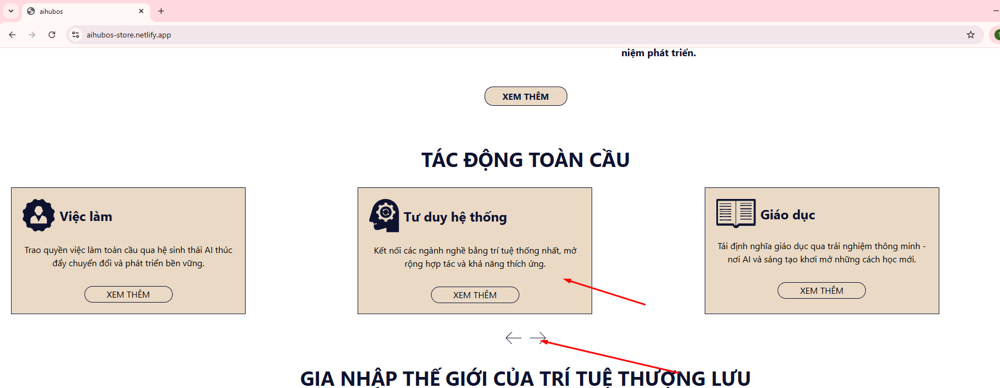 aihubos
aihubos-store.netlify.app
niệm phát triển.
XEM THÊM
TÁC ĐỘNG TOÀN CẦU
Việc làm
Trao quyền việc làm toàn cầu qua hệ sinh thái AI thúc
đẩy chuyển đổi và phát triển bền vững.
XEM THÊM
Tư duy hệ thống
Kết nối các ngành nghề bằng trí tuệ thống nhất, mở
rộng hợp tác và khả năng thích ứng.
XEM THÊM
Giáo dục
Tái định nghĩa giáo dục qua trải nghiệm thông minh -
nơi AI và sáng tạo khơi mở những cách học mới.
XEM THÊM
GIA NHẬP THẾ GIỚI CỦA TRÍ TUỆ THƯỢNG LƯU